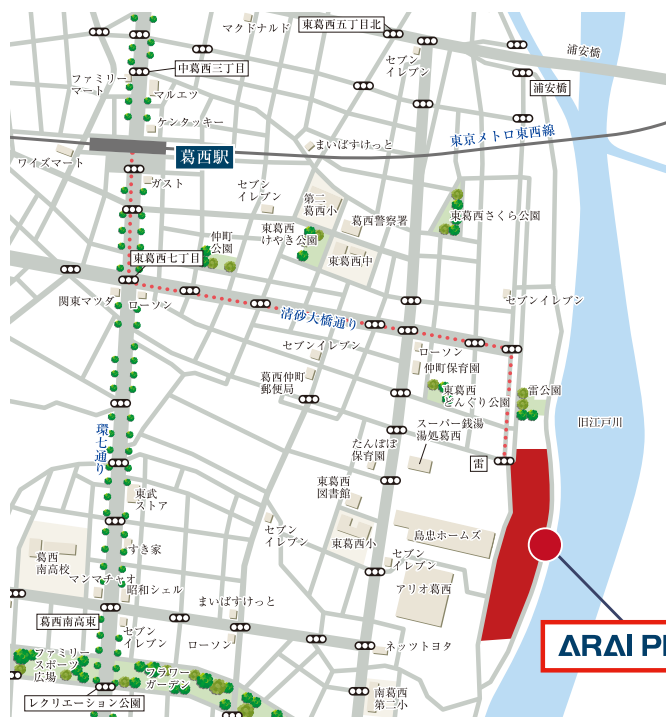 マクドナルド
東葛西五丁目北
セブン
イレブン
浦安橋
中葛西三丁目
ファミリー
マート
マルエツ
浦安橋
ケンタッキー
東京メトロ東西線
まいばすけっと
ワイズマート
葛西駅
ガスト
セブン
イレブン
第二
葛西小
葛西警察署
東葛西さくら公園
仲町
公園
東葛西
けやき公園
東葛西中
東葛西七丁目
関東マツダ
ローソン
セブンイレブン
清砂大橋通り
セブンイレブン
ローソン
仲町保育園
葛西仲町
郵便局
東葛西
どんぐり公園
雷公園
旧江戸川
スーパー銭湯
湯処葛西
環七通り
たんぽぽ
保育園
雷
東葛西
図書館
東武
ストア
セブン
イレブン
東葛西小
島忠ホームズ
すき家
葛西
南高校
セブン
イレブン
マンマチャオ
昭和シェル
アリオ葛西
まいばすけっと
葛西南高東
セブン
イレブン
ローソン
ネッツトヨタ
ARAI P
ファミリー
スポーツ
広場
フラワー
ガーデン
レクリエーション公園
南葛西
第二小